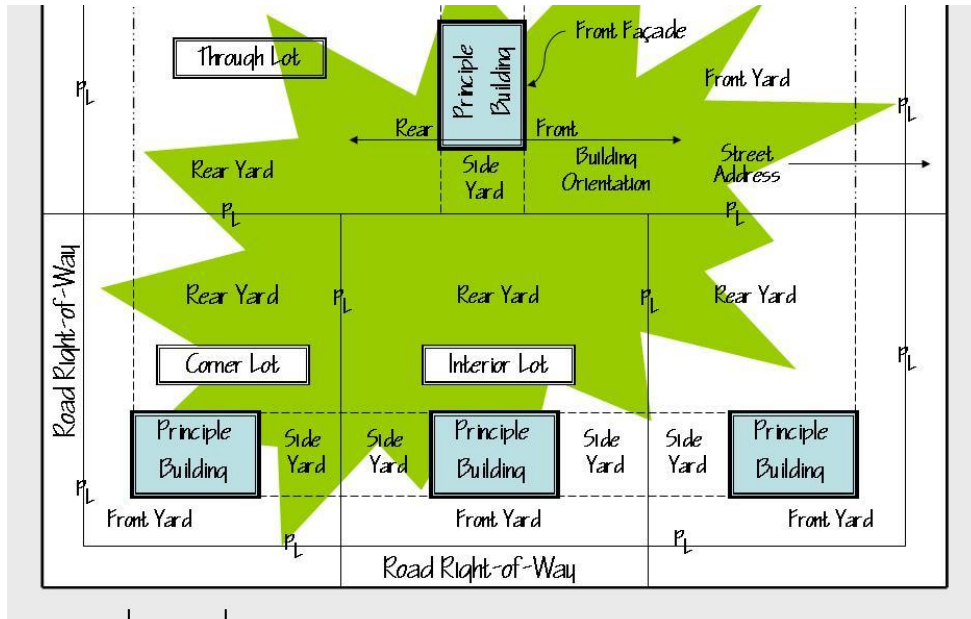 Front Façade
Through Lot
Principle
Building
Front Yard
PL
PL
Rear
Front
Rear Yard
Side
Yard
Building
Orientation
Street
Address
PL
PL
Road Right-of-Way
Rear Yard
PL
Rear Yard
PL
Rear Yard
Corner Lot
Interior Lot
PL
Principle
Building
Side
Yard
Side
Yard
Principle
Building
Side
Yard
Side
Yard
Principle
Building
PL
Front Yard
Front Yard
Front Yard
PL
PL
Road Right-of-Way